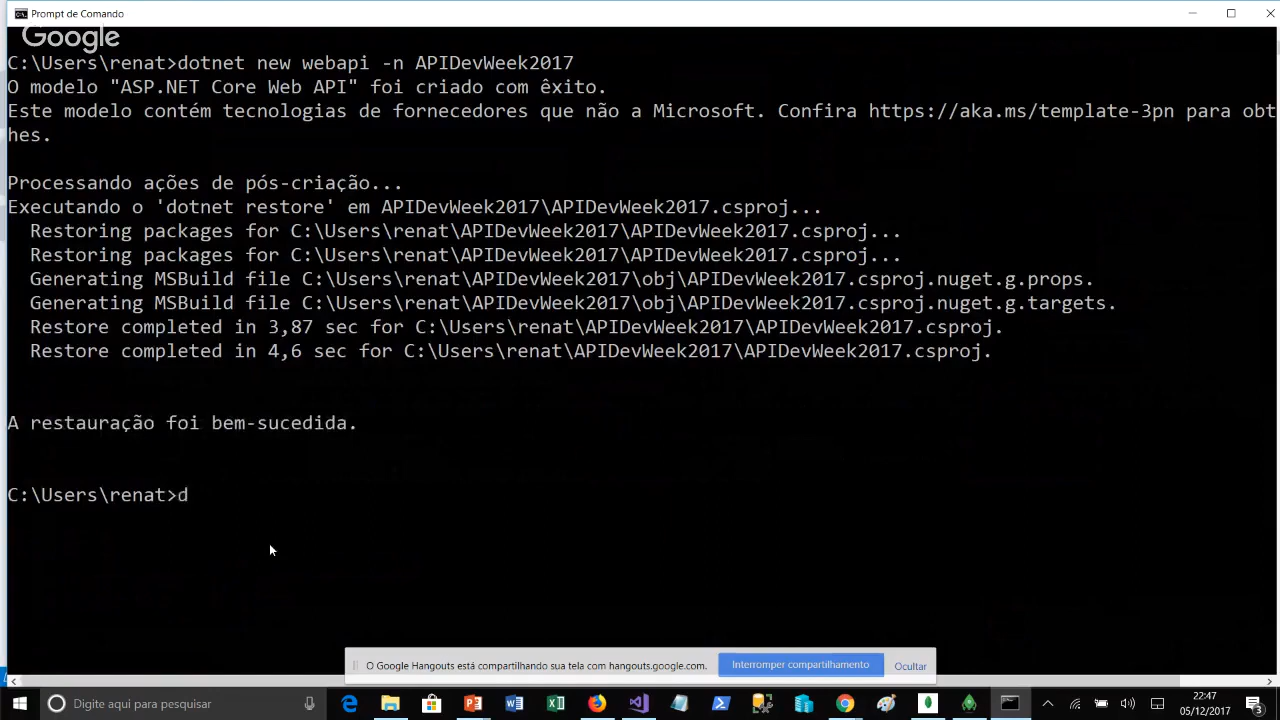 Prompt de Comando
Google
C:\Users\renat>dotnet new webapi -n APIDevWeek2017
O modelo "ASP.NET Core Web API" foi criado com êxito.
Este modelo contém tecnologias de fornecedores que não a Microsoft. Confira https://aka.ms/template-3pn para obt
hes.
Processando ações de pós-criação...
Executando o 'dotnet restore' em APIDevWeek2017\APIDevWeek2017.csproj...
Restoring packages for C:\Users\renat\APIDevWeek2017\APIDevWeek2017.csproj...
Restoring packages for C:\Users\renat\APIDevWeek2017\APIDevWeek2017.csproj...
Generating MSBuild file C:\Users\renat\APIDevWeek2017\obj\APIDevWeek2017.csproj.nuget.g.props.
Generating MSBuild file C:\Users\renat\APIDevWeek2017\obj\APIDevWeek2017.csproj.nuget.g.targets.
Restore completed in 3,87 sec for C:\Users\renat\APIDevWeek2017\APIDevWeek2017.csproj.
Restore completed in 4,6 sec for C:\Users\renat\APIDevWeek2017\APIDevWeek2017.csproj.
A restauração foi bem-sucedida.
C:\Users\renat>d
O Google Hangouts está compartilhando sua tela com hangouts.google.com. Interromper compartilhamento Ocultar
Digite aqui para pesquisar
22:47
05/12/2017
3